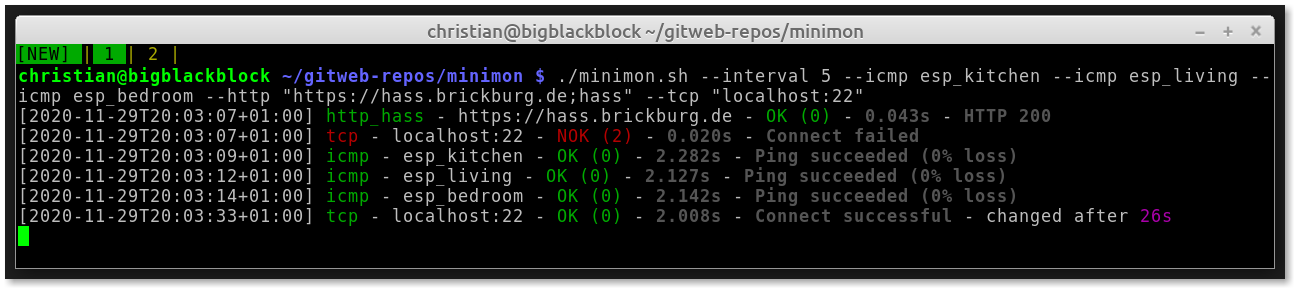 christian@bigblackblock ~/gitweb-repos/minimon
[NEW] | 1 | 2 |
christian@bigblackblock ~/gitweb-repos/minimon $ ./minimon.sh --interval 5 --icmp esp_kitchen --icmp esp_living --
icmp esp_bedroom --http "https://hass.brickburg.de;hass" --tcp "localhost:22"
[2020-11-29T20:03:07+01:00] http_hass - https://hass.brickburg.de - OK (0) - 0.043s - HTTP 200
[2020-11-29T20:03:07+01:00] tcp - localhost:22 - NOK (2) - 0.020s - Connect failed
[2020-11-29T20:03:09+01:00] icmp - esp_kitchen - OK (0) - 2.282s - Ping succeeded (0% loss)
[2020-11-29T20:03:12+01:00] icmp - esp_living - OK (0) - 2.127s - Ping succeeded (0% loss)
[2020-11-29T20:03:14+01:00] icmp - esp_bedroom - OK (0) - 2.142s - Ping succeeded (0% loss)
[2020-11-29T20:03:33+01:00] tcp - localhost:22 - OK (0) - 2.008s - Connect successful - changed after 26s